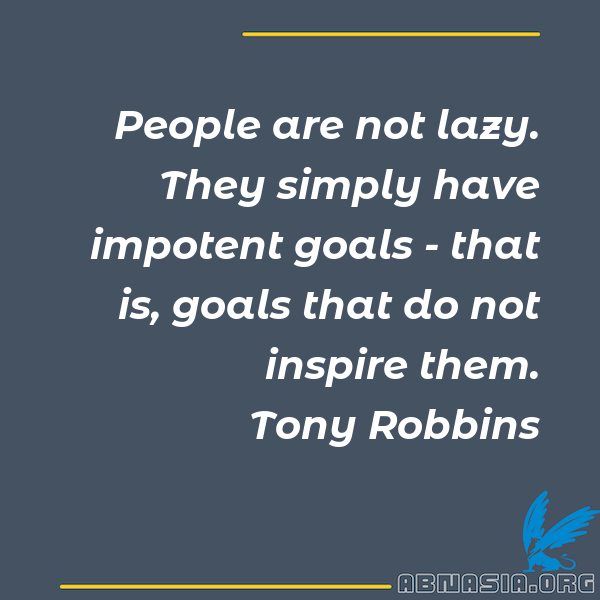 People are not lazy.
They simply have
impotent goals - that
is, goals that do not
inspire them.
Tony Robbins
ABNASIA.ORG